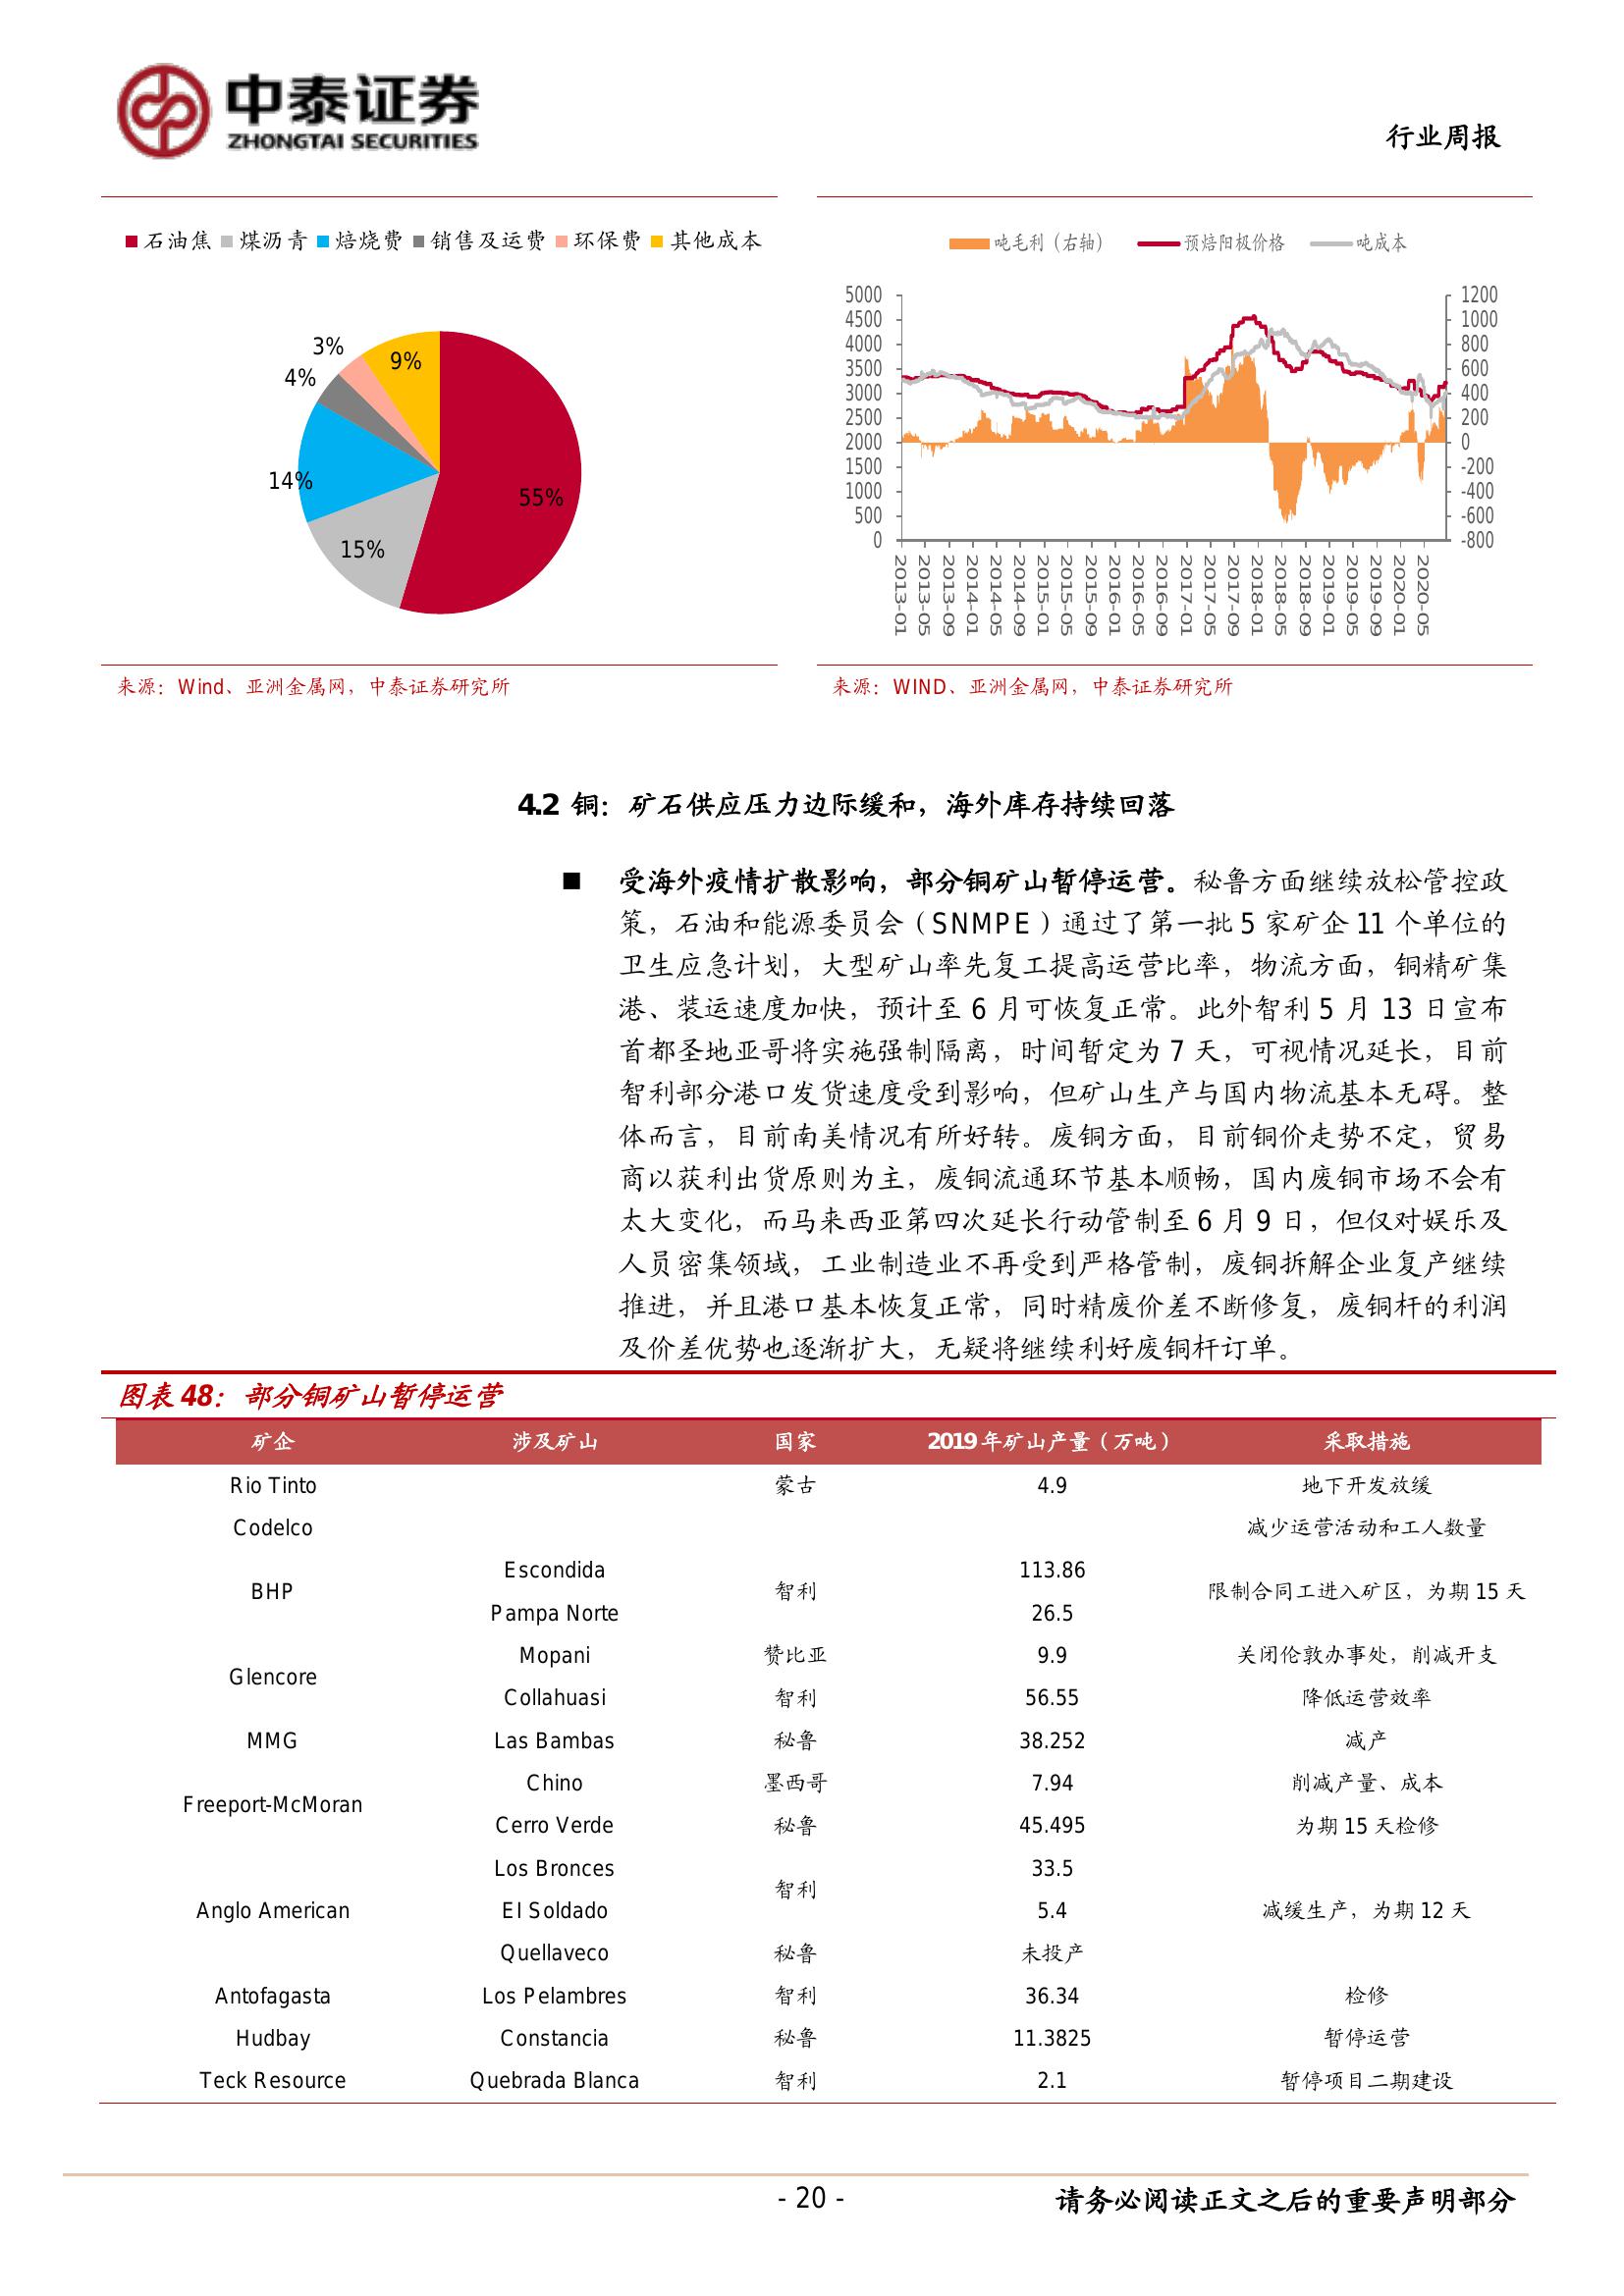 中泰证券
ZHONGTAI SECURITIES
行业周报
石油焦 煤沥青 焙烧费 销售及运费 环保费 其他成本
3%
4%
9%
14%
15%
55%
吨毛利（右轴） 预焙阳极价格 吨成本
5000
4500
4000
3500
3000
2500
2000
1500
1000
500
0
1200
1000
800
600
400
200
0
-200
-400
-600
-800
2013-01
2013-05
2013-09
2014-01
2014-05
2014-09
2015-01
2015-05
2015-09
2016-01
2016-05
2016-09
2017-01
2017-05
2017-09
2018-01
2018-05
2018-09
2019-01
2019-05
2019-09
2020-01
2020-05
来源：Wind、亚洲金属网，中泰证券研究所
来源：WIND、亚洲金属网，中泰证券研究所
4.2 铜：矿石供应压力边际缓和，海外库存持续回落
■ 受海外疫情扩散影响，部分铜矿山暂停运营。秘鲁方面继续放松管控政
策，石油和能源委员会（SNMPE）通过了第一批 5 家矿企 11 个单位的
卫生应急计划，大型矿山率先复工提高运营比率，物流方面，铜精矿集
港、装运速度加快，预计至 6 月可恢复正常。此外智利 5 月 13 日宣布
首都圣地亚哥将实施强制隔离，时间暂定为 7 天，可视情况延长，目前
智利部分港口发货速度受到影响，但矿山生产与国内物流基本无碍。整
体而言，目前南美情况有所好转。废铜方面，目前铜价走势不定，贸易
商以获利出货原则为主，废铜流通环节基本顺畅，国内废铜市场不会有
太大变化，而马来西亚第四次延长行动管制至 6 月 9 日，但仅对娱乐及
人员密集领域，工业制造业不再受到严格管制，废铜拆解企业复产继续
推进，并且港口基本恢复正常，同时精废价差不断修复，废铜杆的利润
及价差优势也逐渐扩大，无疑将继续利好废铜杆订单。
图表 48：部分铜矿山暂停运营
矿企 涉及矿山 国家 2019 年矿山产量（万吨） 采取措施
Rio Tinto 蒙古 4.9 地下开发放缓
Codelco 减少运营活动和工人数量
BHP Escondida 智利 113.86 限制合同工进入矿区，为期 15 天
Pampa Norte 26.5
Glencore Mopani 赞比亚 9.9 关闭伦敦办事处，削减开支
Collahuasi 智利 56.55 降低运营效率
MMG Las Bambas 秘鲁 38.252 减产
Freeport-McMoran Chino 墨西哥 7.94 削减产量、成本
Cerro Verde 秘鲁 45.495 为期 15 天检修
Los Bronces 智利 33.5
Anglo American EI Soldado 5.4 减缓生产，为期 12 天
Quellaveco 秘鲁 未投产
Antofagasta Los Pelambres 智利 36.34 检修
Hudbay Constancia 秘鲁 11.3825 暂停运营
Teck Resource Quebrada Blanca 智利 2.1 暂停项目二期建设
- 20 -
请务必阅读正文之后的重要声明部分